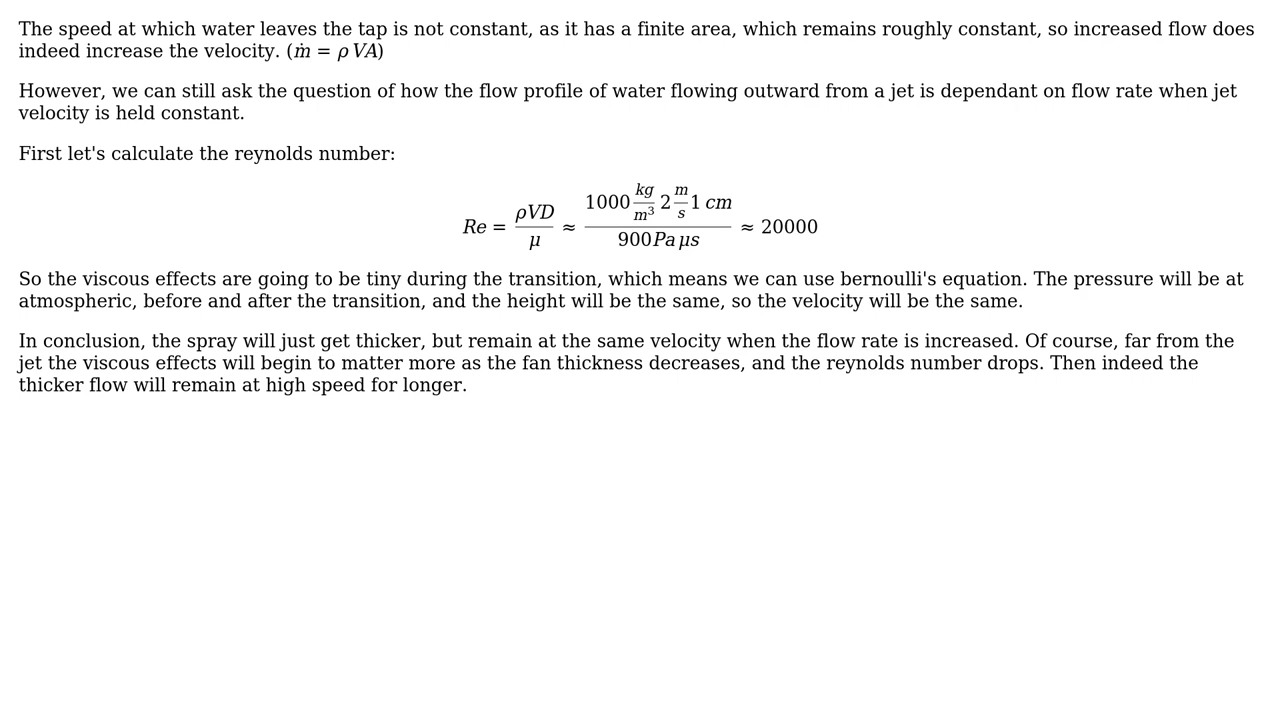 The speed at which water leaves the tap is not constant, as it has a finite area, which remains roughly constant, so increased flow does
indeed increase the velocity. (ṁ = ρ VA)
However, we can still ask the question of how the flow profile of water flowing outward from a jet is dependant on flow rate when jet
velocity is held constant.
First let's calculate the reynolds number:
Re = ρVD/μ ≈ 1000 kg/m³ 2 m/s 1 cm / 900 Pa μs ≈ 20000
So the viscous effects are going to be tiny during the transition, which means we can use bernoulli's equation. The pressure will be at
atmospheric, before and after the transition, and the height will be the same, so the velocity will be the same.
In conclusion, the spray will just get thicker, but remain at the same velocity when the flow rate is increased. Of course, far from the
jet the viscous effects will begin to matter more as the fan thickness decreases, and the reynolds number drops. Then indeed the
thicker flow will remain at high speed for longer.